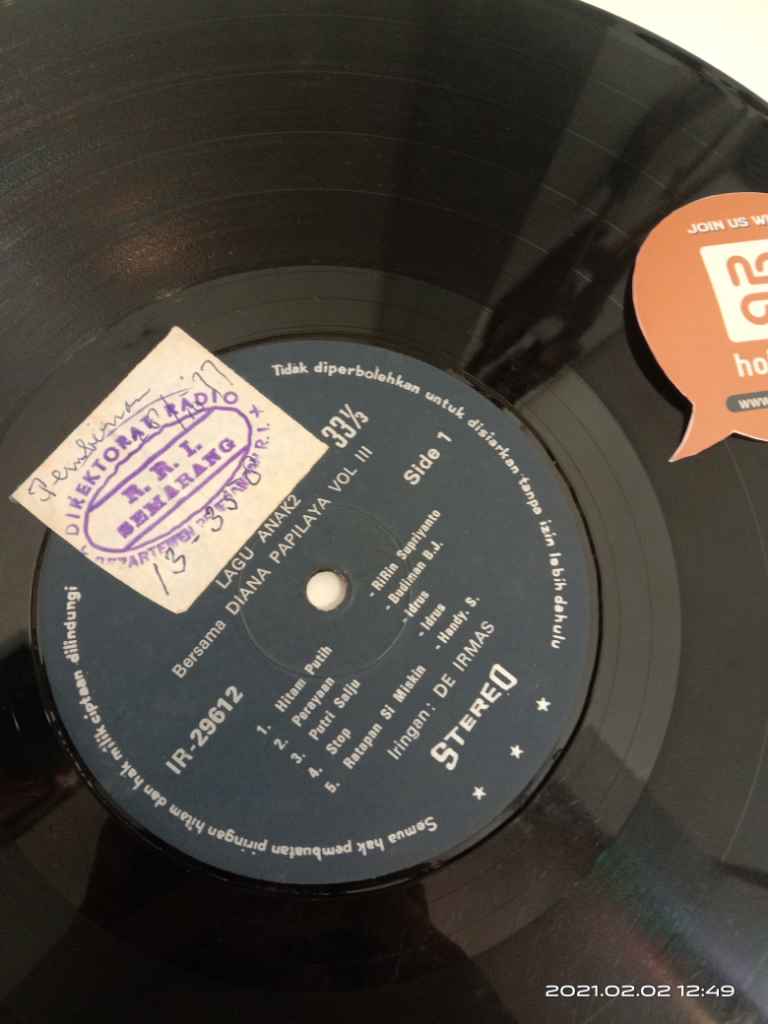 Tidak diperbolehkan untuk disiarkan tanpa isin lebih dahulu
33⅓
Side 1
LAGU ANAK2
Bersama DIANA PAPILAYA VOL III
IR-29612
1. Hitam Putih - RiRin Supriyanto
2. Perayaan - Budiman B.J.
3. Putri Salju - Idrus
4. Stop - Idrus
5. Ratapan Si Miskin - Handy. S.
Iringan: DE IRMAS
STEREO
Semua hak pembuatan piringan hitam dan hak milik ciptaan dilindungi
DIREKTORAT RADIO
R. R. I.
SEMARANG
R.I.
JOIN US
www.
2021.02.02 12:49